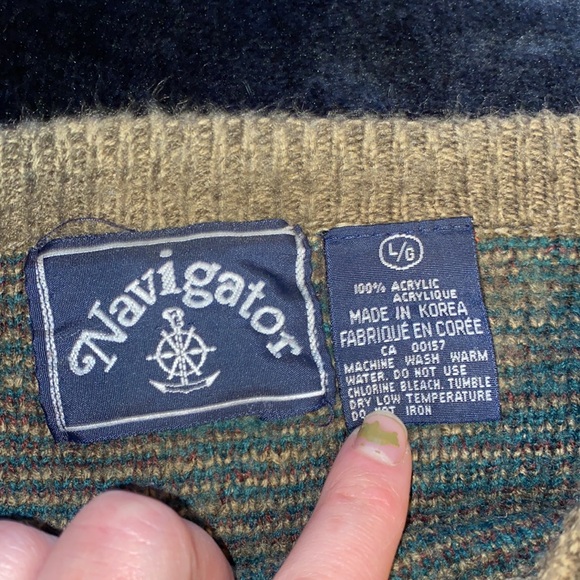 Navigator
L/G
100% ACRYLIC
ACRYLIQUE
MADE IN KOREA
FABRIQUÉ EN CORÉE
CA 00157
MACHINE WASH WARM
WATER. DO NOT USE
CHLORINE BLEACH. TUMBLE
DRY LOW TEMPERATURE
DO NOT IRON